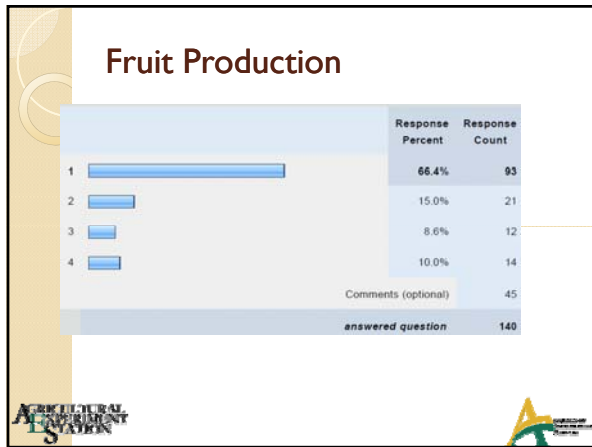 Fruit Production
Response Percent Response Count
1 66.4% 93
2 15.0% 21
3 8.6% 12
4 10.0% 14
Comments (optional) 45
answered question 140
AGRICULTURAL
EXPERIMENT
STATION